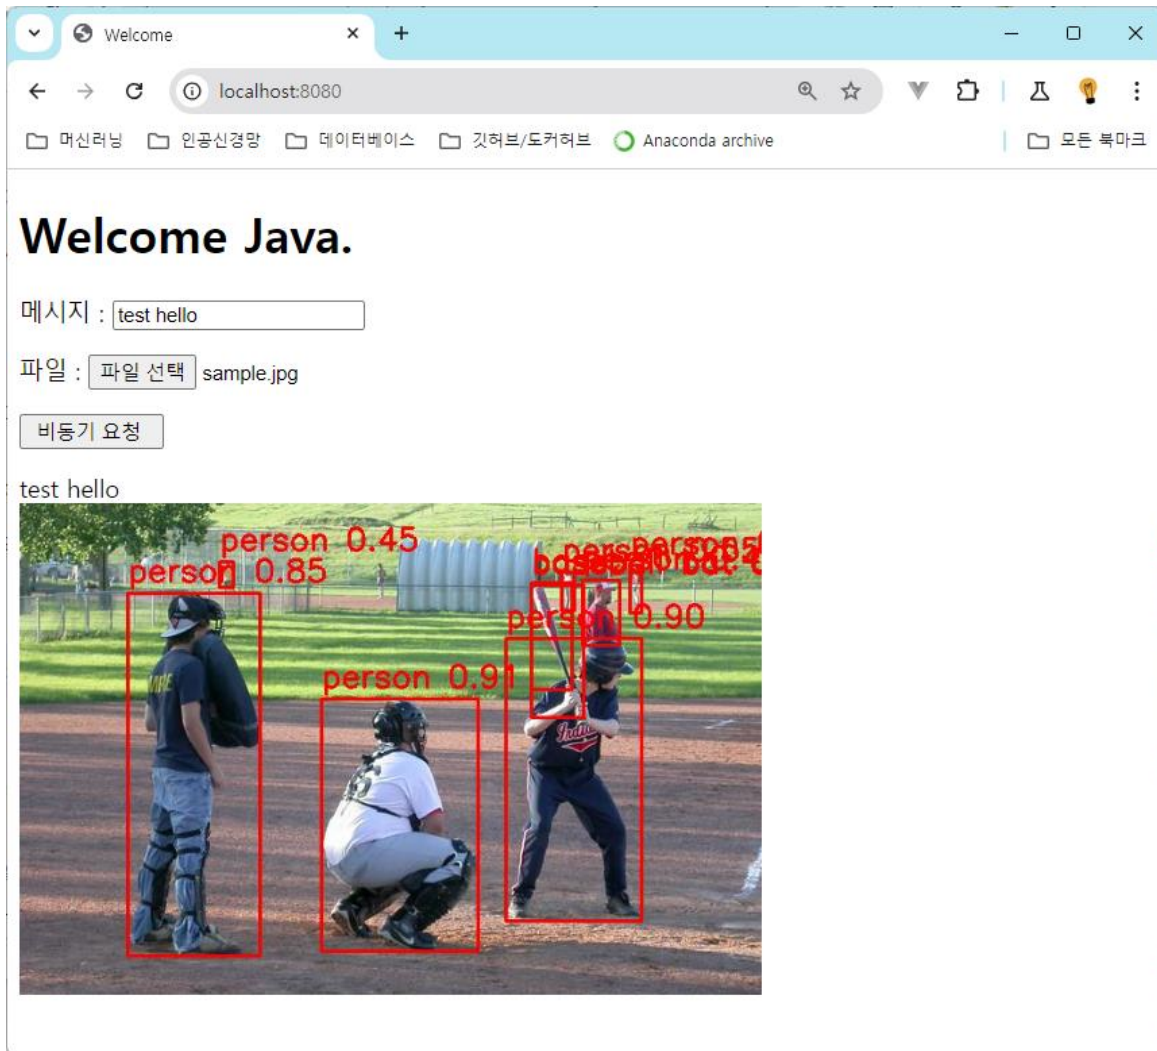 Welcome
localhost:8080
머신러닝 인공신경망 데이터베이스 깃허브/도커허브 Anaconda archive 모든 북마크
Welcome Java.
메시지 : test hello
파일 : 파일 선택 sample.jpg
비동기 요청
test hello
person 0.45
person 0.85
baseball bat
person 0.90
person 0.91
Indians